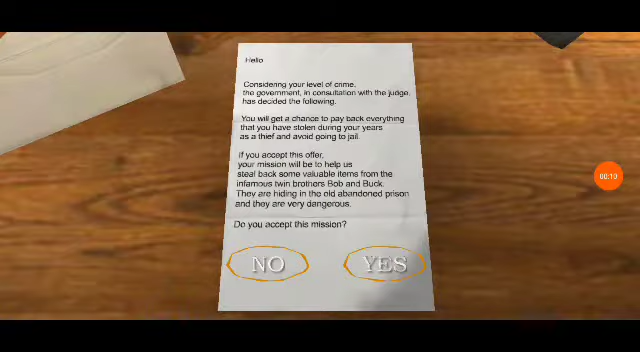 Hello
Considering your level of crime,
the government, in consultation with the judge,
has decided the following.
You will get a chance to pay back everything
that you have stolen during your years
as a thief and avoid going to jail.
If you accept this offer,
your mission will be to help us
steal back some valuable items from the
infamous twin brothers Bob and Buck.
They are hiding in the old abandoned prison
and they are very dangerous.
Do you accept this mission?
NO YES
00:10